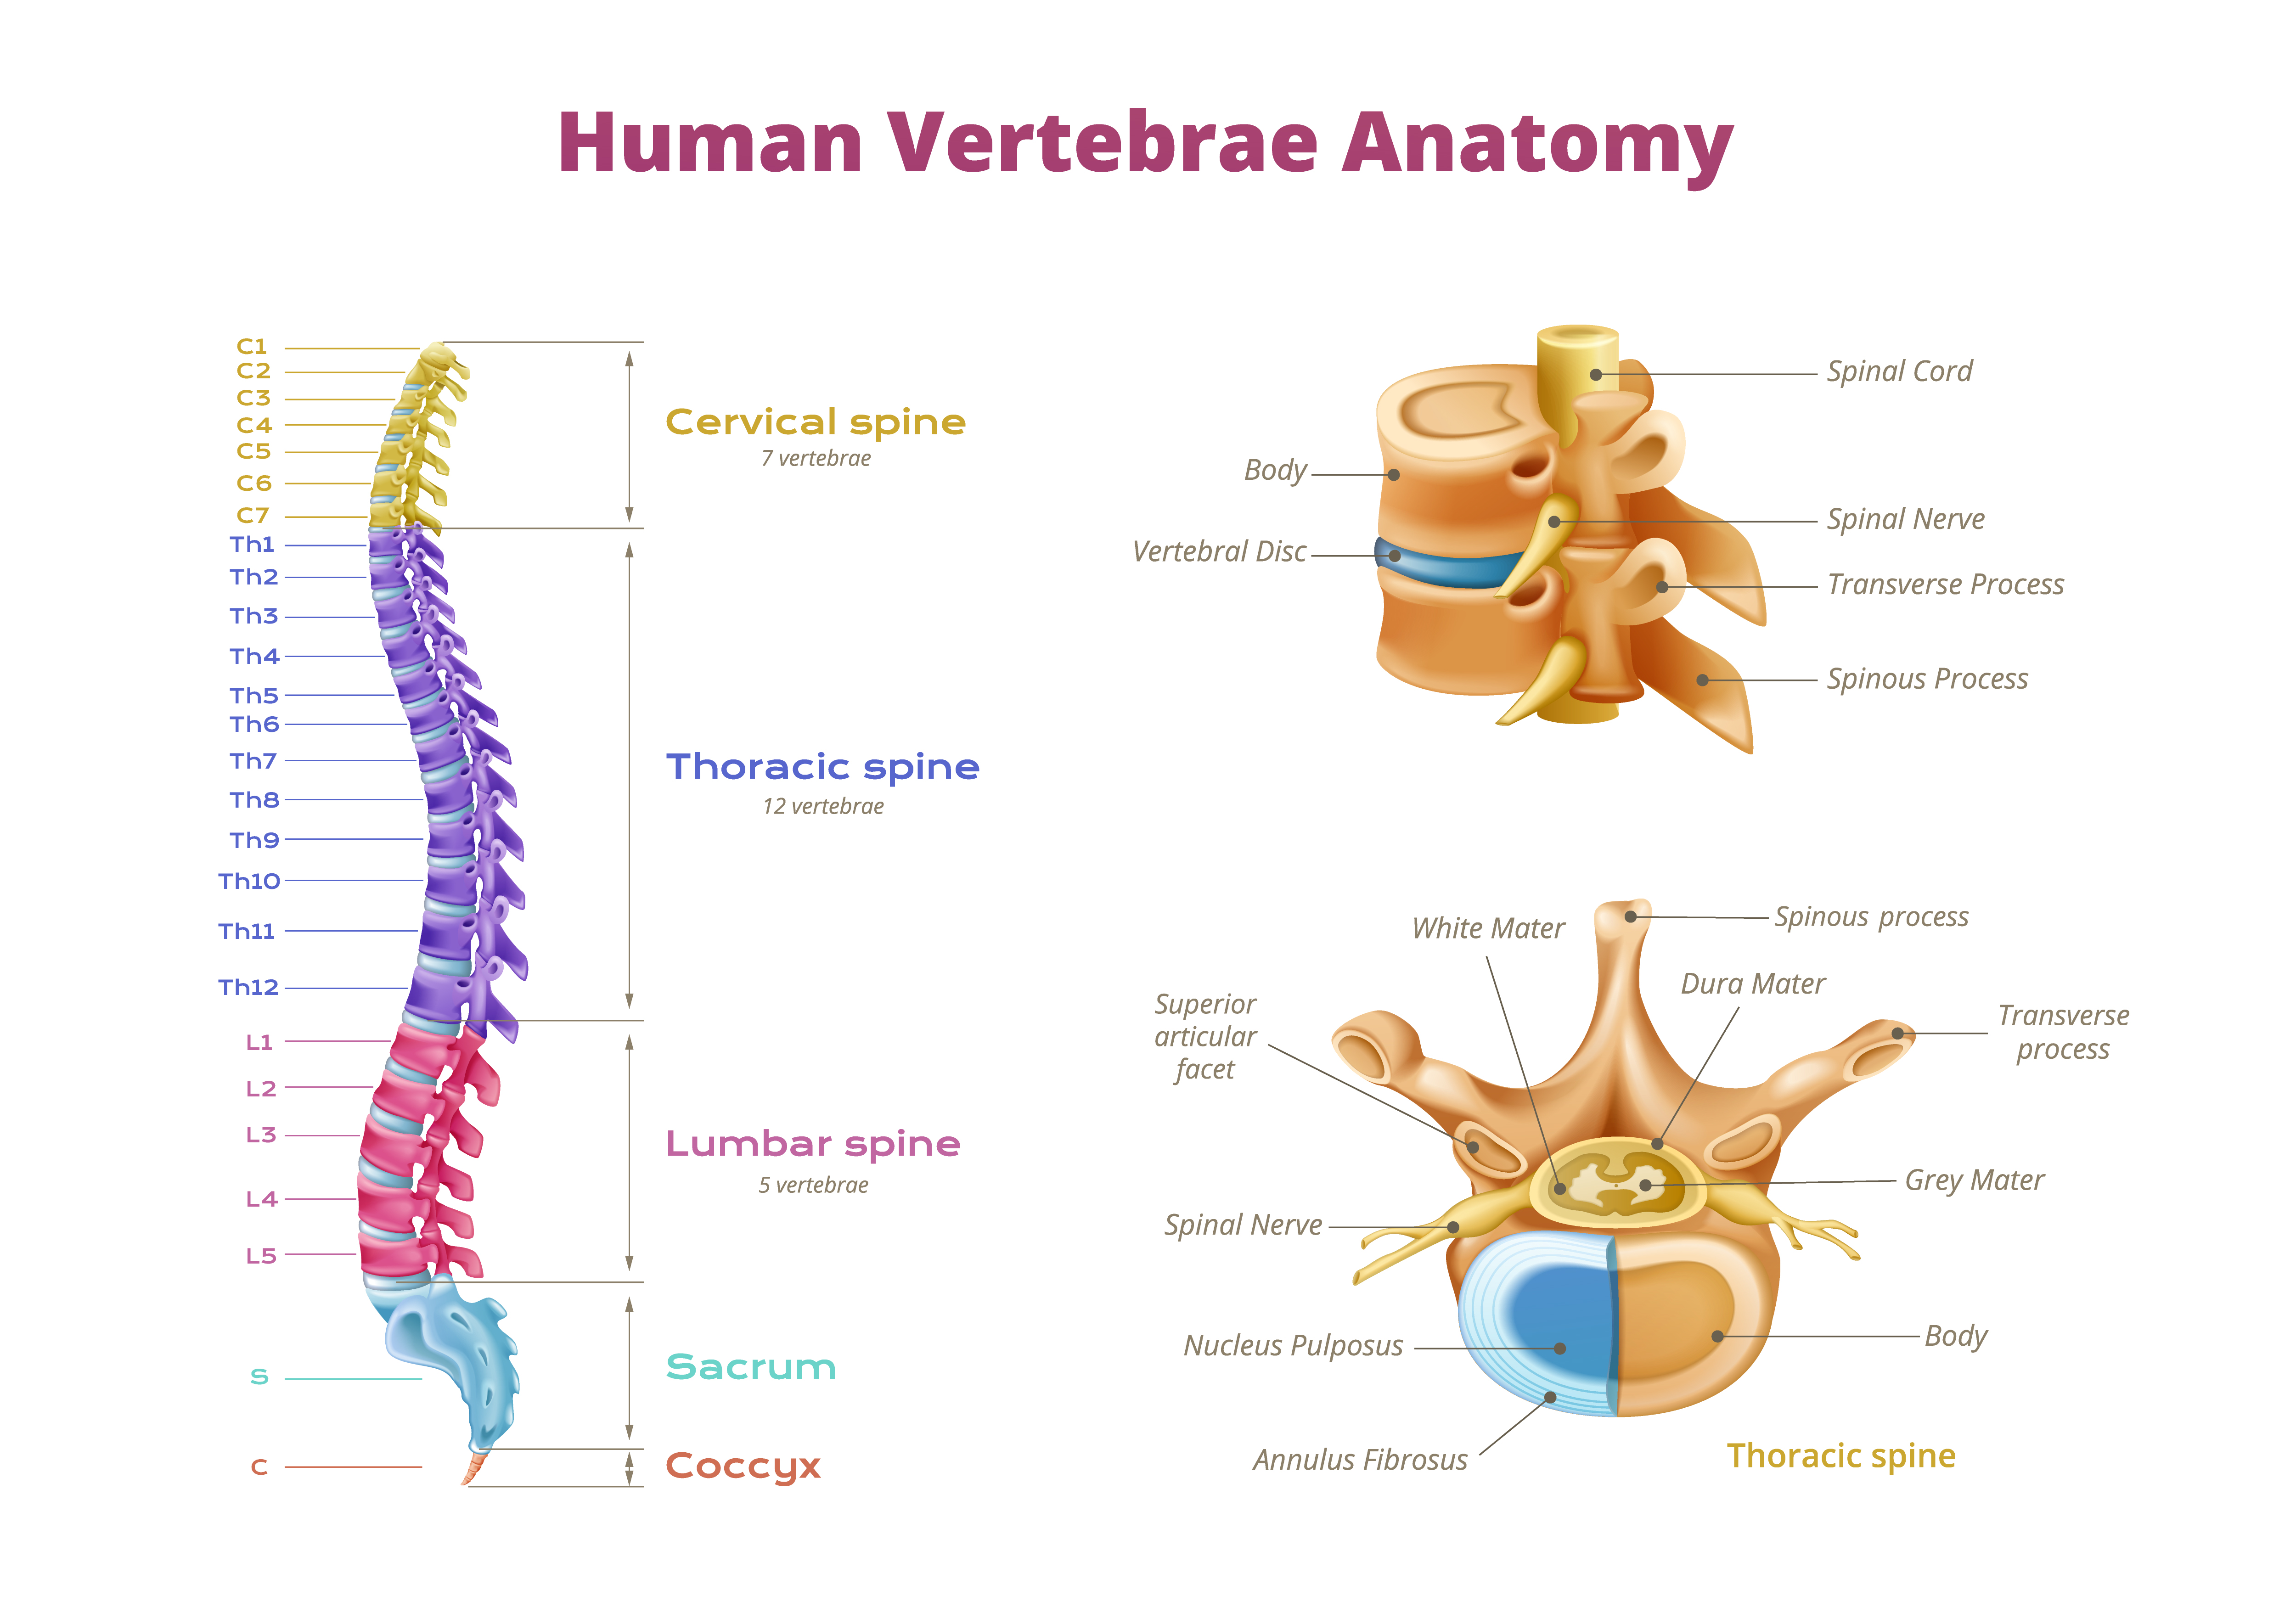 Human Vertebrae Anatomy
C1
C2
C3
C4
C5
C6
C7
Th1
Th2
Th3
Th4
Th5
Th6
Th7
Th8
Th9
Th10
Th11
Th12
L1
L2
L3
L4
L5
S
C
Cervical spine
7 vertebrae
Thoracic spine
12 vertebrae
Lumbar spine
5 vertebrae
Sacrum
Coccyx
Spinal Cord
Body
Spinal Nerve
Vertebral Disc
Transverse Process
Spinous Process
Spinous process
White Mater
Dura Mater
Superior
articular
facet
Transverse
process
Grey Mater
Spinal Nerve
Nucleus Pulposus
Body
Annulus Fibrosus
Thoracic spine